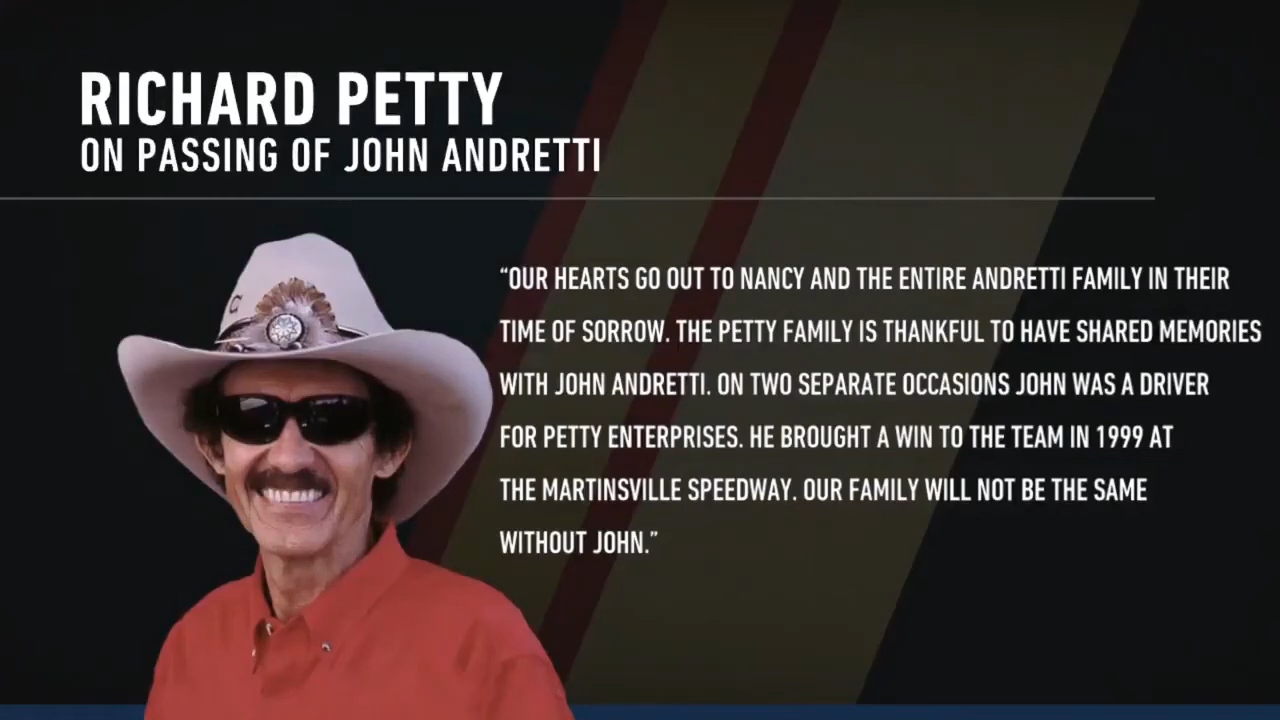 RICHARD PETTY
ON PASSING OF JOHN ANDRETTI
C
“OUR HEARTS GO OUT TO NANCY AND THE ENTIRE ANDRETTI FAMILY IN THEIR
TIME OF SORROW. THE PETTY FAMILY IS THANKFUL TO HAVE SHARED MEMORIES
WITH JOHN ANDRETTI. ON TWO SEPARATE OCCASIONS JOHN WAS A DRIVER
FOR PETTY ENTERPRISES. HE BROUGHT A WIN TO THE TEAM IN 1999 AT
THE MARTINSVILLE SPEEDWAY. OUR FAMILY WILL NOT BE THE SAME
WITHOUT JOHN.”